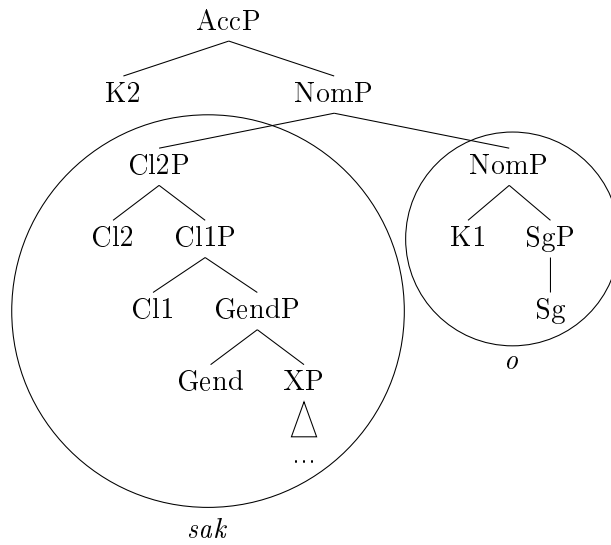 AccP
K2 NomP
Cl2P NomP
Cl2 Cl1P K1 SgP
Cl1 GendP Sg
Gend XP o
...
sak